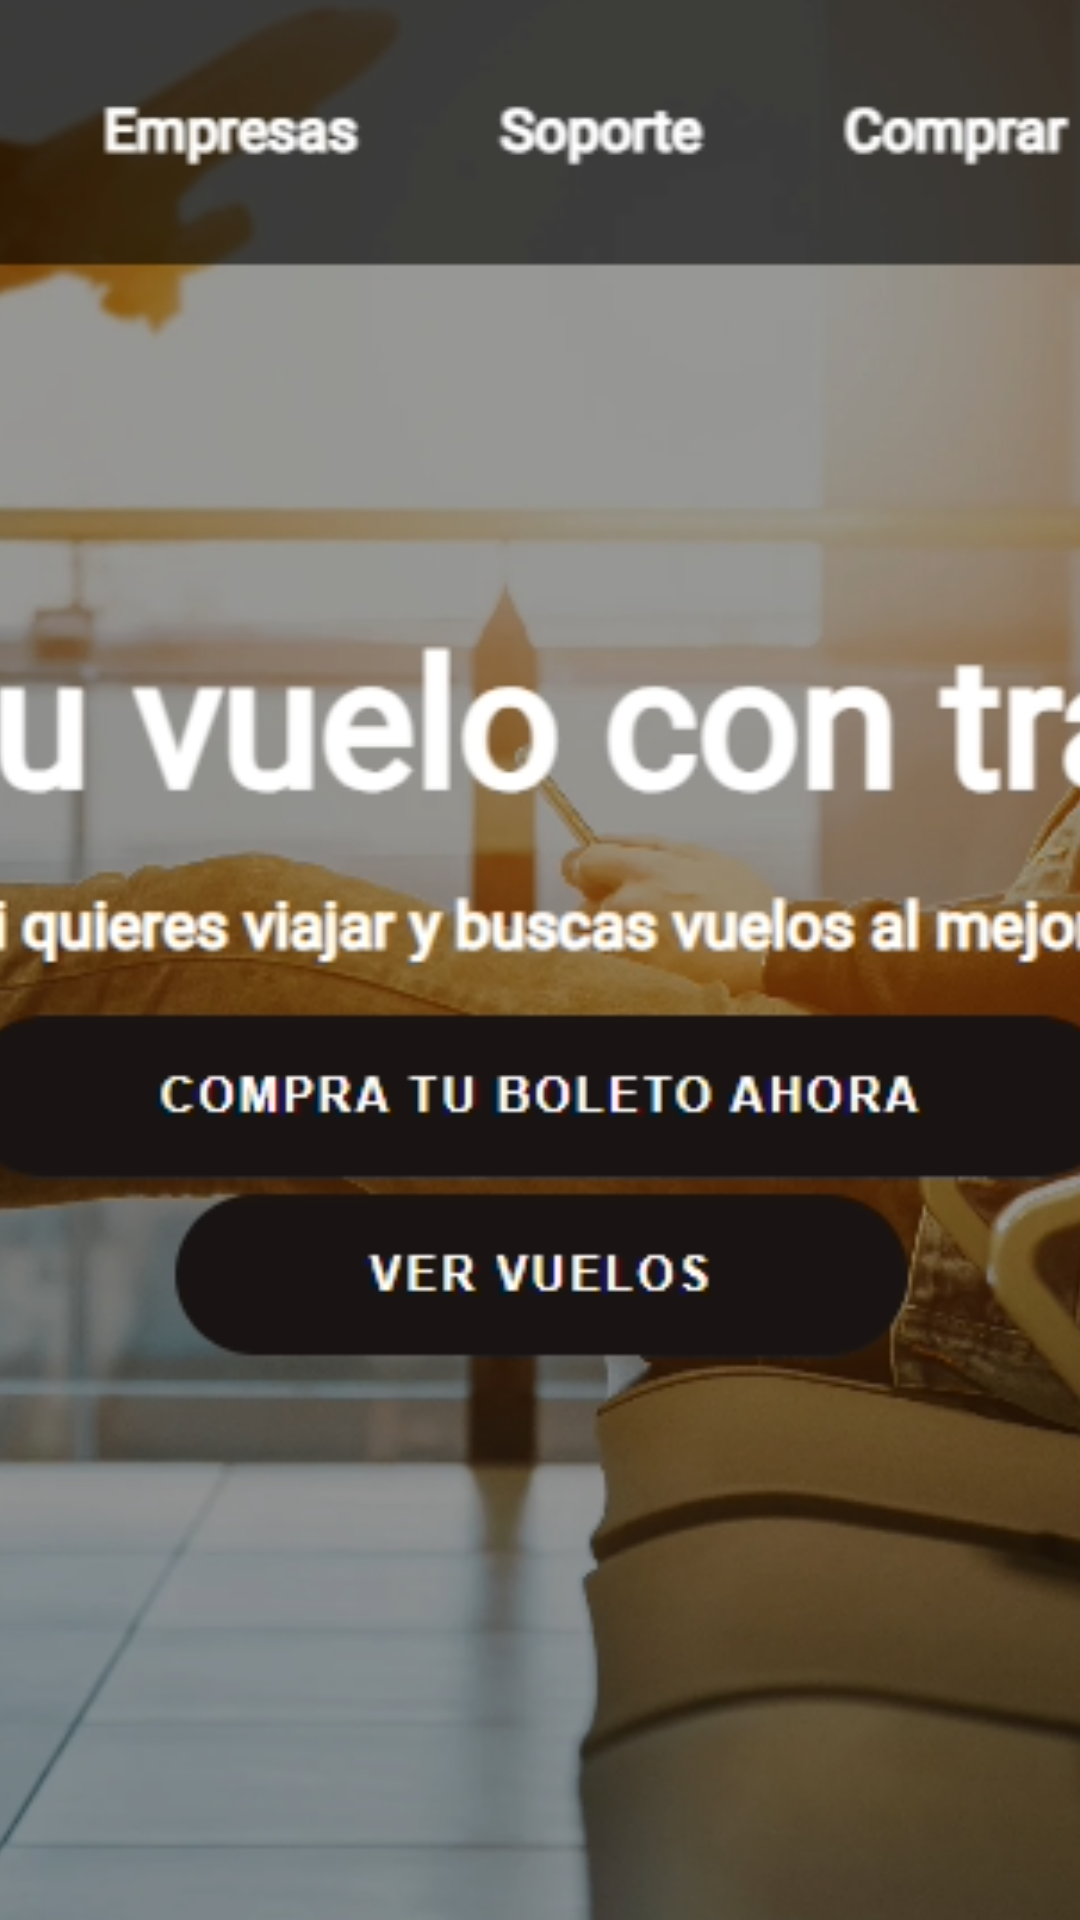 Empresas Soporte Comprar
u vuelo con tra
i quieres viajar y buscas vuelos al mejor
COMPRA TU BOLETO AHORA
VER VUELOS